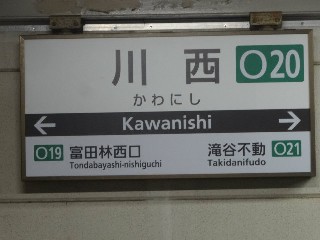 川西 O20
かわにし
← Kawanishi →
O19 富田林西口 滝谷不動 O21
Tondabayashi-nishiguchi Takidanifudo